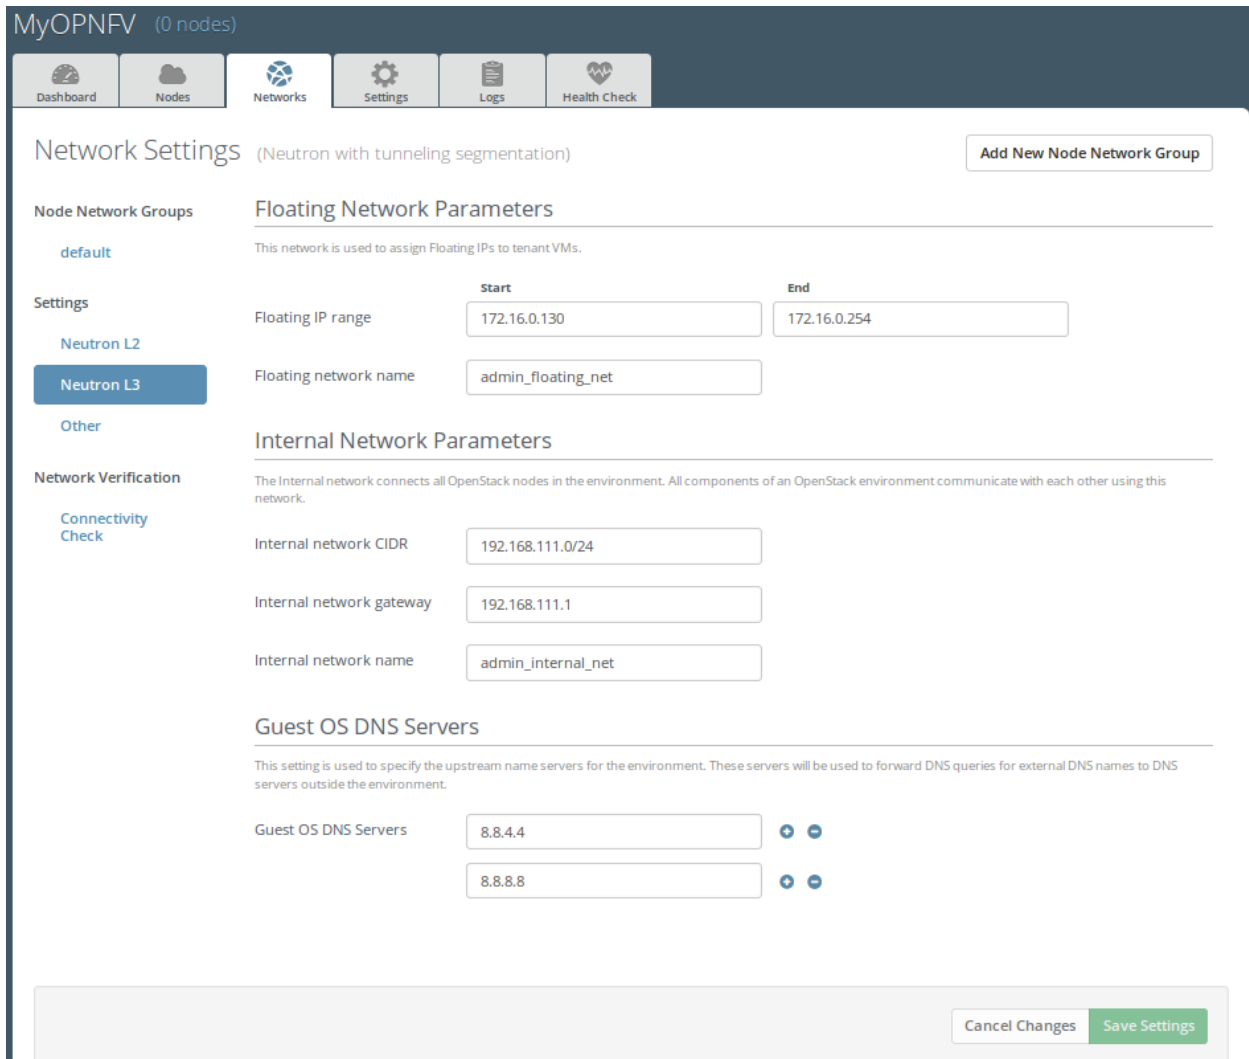 MyOPNFV (0 nodes)
Dashboard Nodes Networks Settings Logs Health Check
Network Settings (Neutron with tunneling segmentation)
Add New Node Network Group
Node Network Groups
default
Settings
Neutron L2
Neutron L3
Other
Network Verification
Connectivity
Check
Floating Network Parameters
This network is used to assign Floating IPs to tenant VMs.
Start End
Floating IP range 172.16.0.130 172.16.0.254
Floating network name admin_floating_net
Internal Network Parameters
The Internal network connects all OpenStack nodes in the environment. All components of an OpenStack environment communicate with each other using this
network.
Internal network CIDR 192.168.111.0/24
Internal network gateway 192.168.111.1
Internal network name admin_internal_net
Guest OS DNS Servers
This setting is used to specify the upstream name servers for the environment. These servers will be used to forward DNS queries for external DNS names to DNS
servers outside the environment.
Guest OS DNS Servers 8.8.4.4
8.8.8.8
Cancel Changes Save Settings